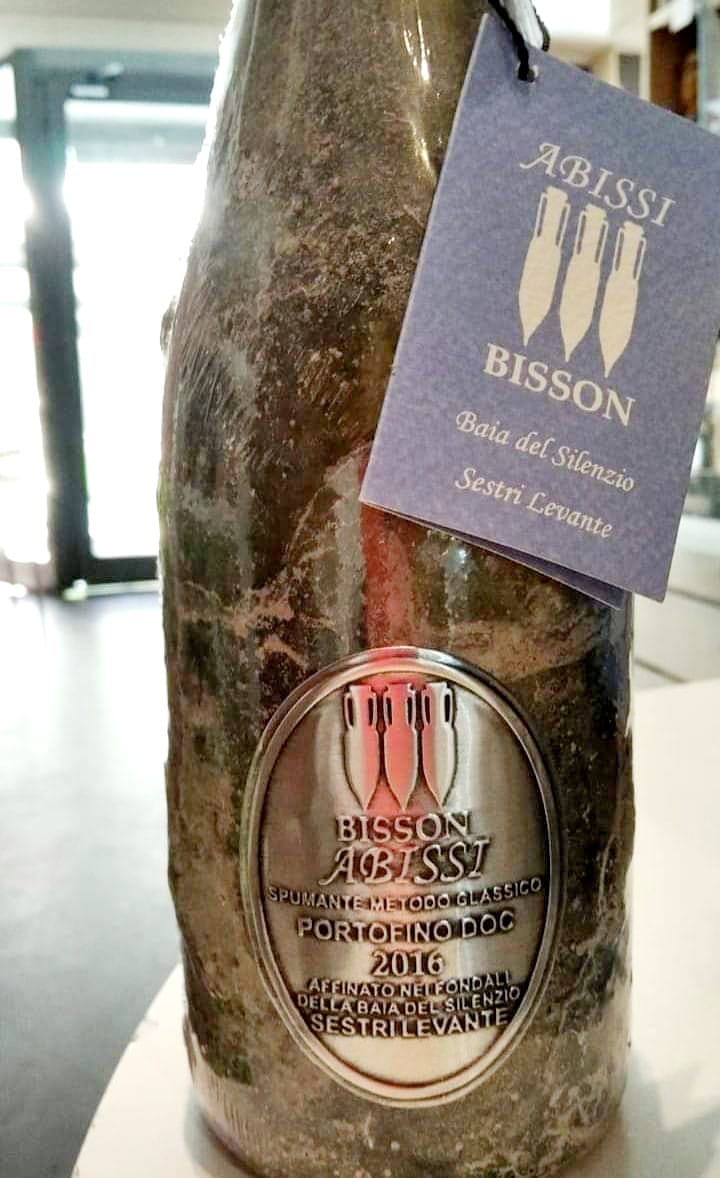 ABISSI
BISSON
Baia del Silenzio
Sestri Levante
BISSON
ABISSI
SPUMANTE METODO CLASSICO
PORTOFINO DOC
2016
AFFINATO NEI FONDALI
DELLA BAIA DEL SILENZIO
SESTRI LEVANTE